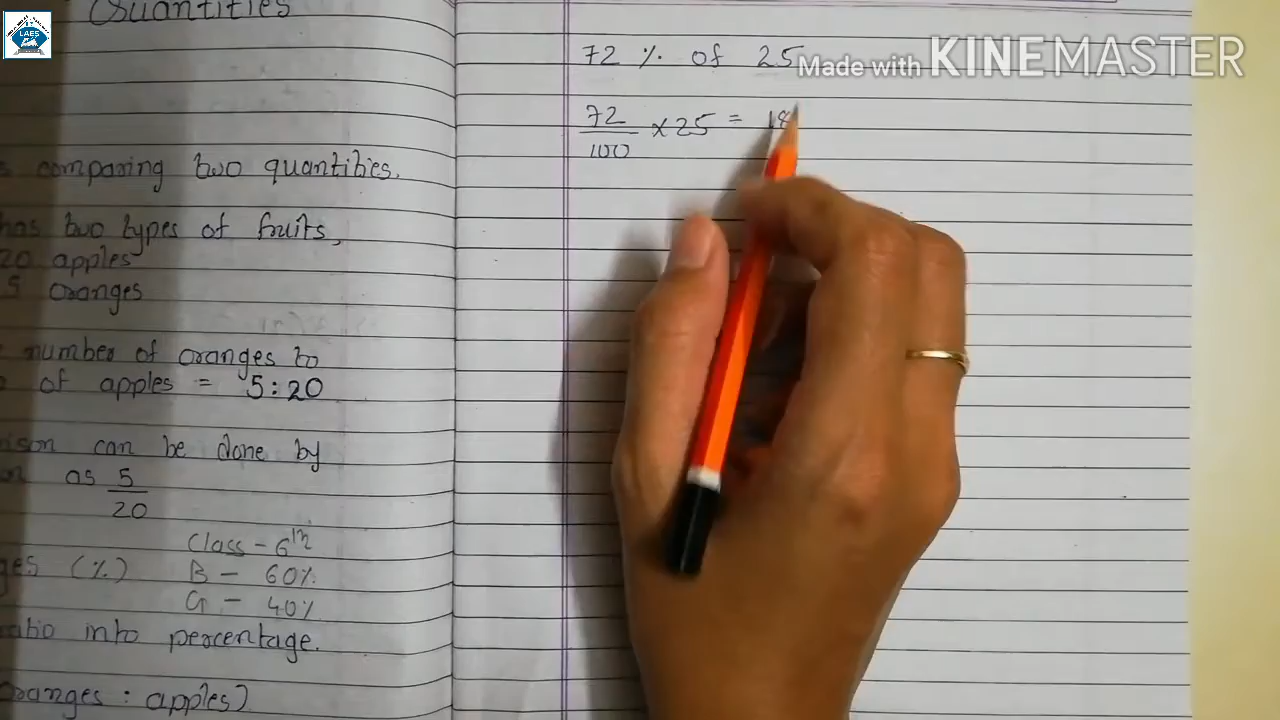 Quantities
comparing two quantities.
has two types of fruits,
20 apples
5 oranges
number of oranges to
of apples = 5:20
can be done by
as 5/20
Class - 6th
(%) B - 60%
G - 40%
ratio into percentage.
oranges : apples)
LAES
72 % of 25
72/100 x 25 = 18
Made with KINEMASTER